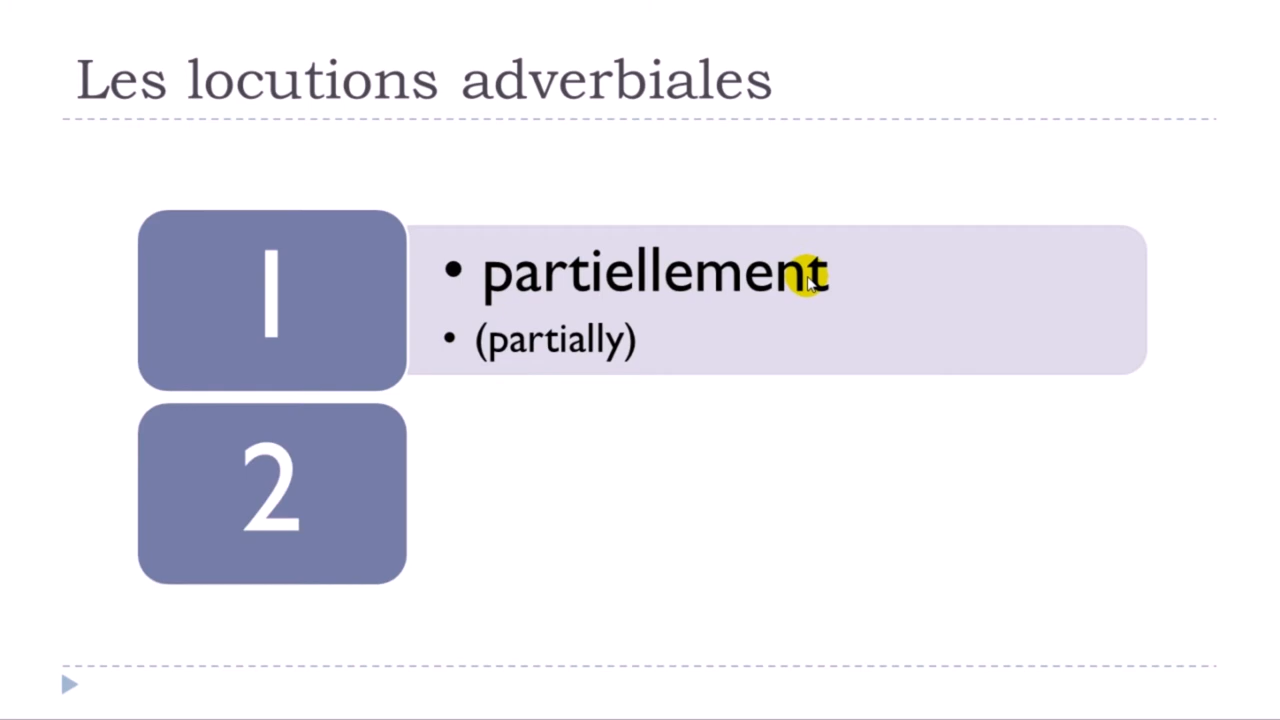 Les locutions adverbiales
1
• partiellement
• (partially)
2